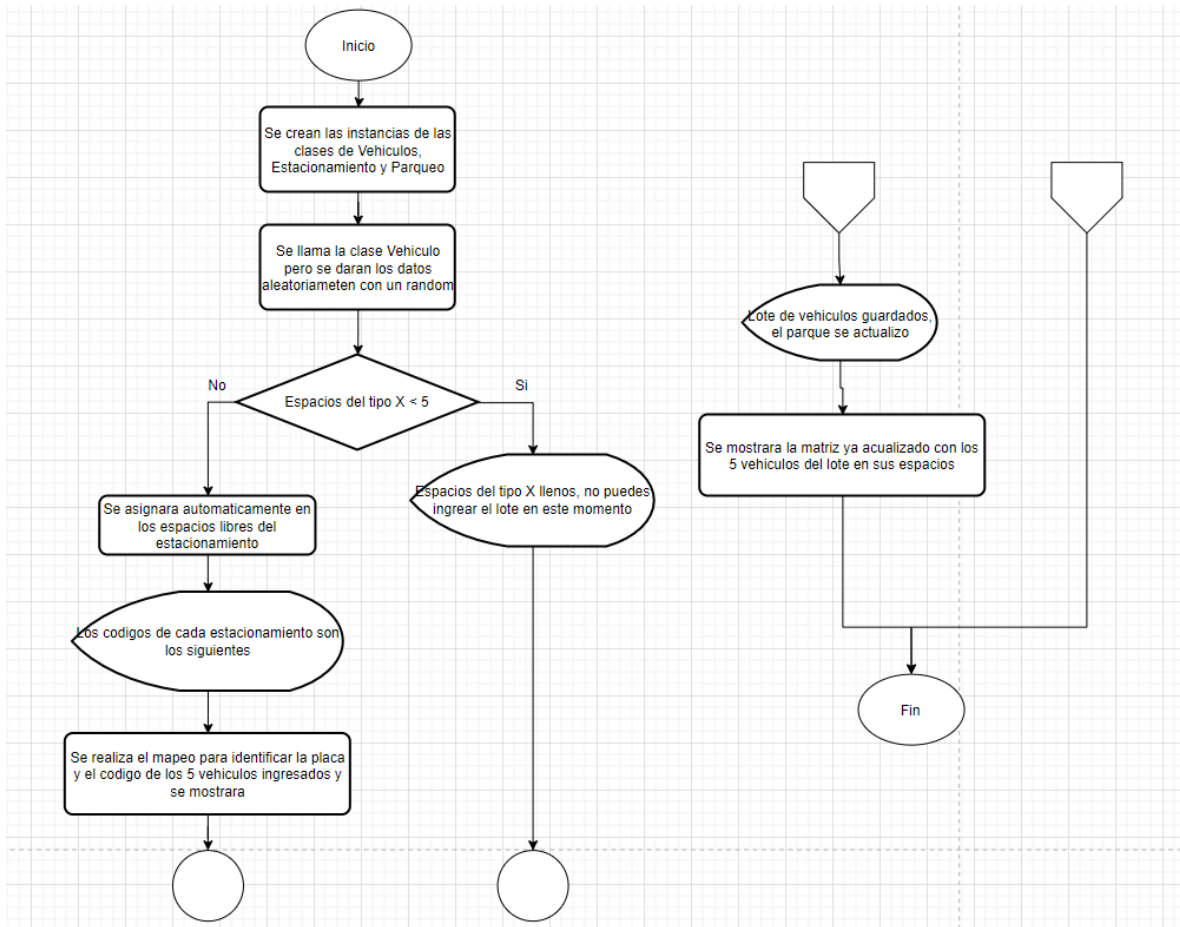 Inicio
Se crean las instancias de las
clases de Vehiculos,
Estacionamiento y Parqueo
Se llama la clase Vehiculo
pero se daran los datos
aleatoriameten con un random
Espacios del tipo X < 5
No
Si
Se asignara automaticamente en
los espacios libres del
estacionamiento
Espacios del tipo X llenos, no puedes
ingrear el lote en este momento
Los codigos de cada estacionamiento son
los siguientes
Se realiza el mapeo para identificar la placa
y el codigo de los 5 vehiculos ingresados y
se mostrara
Lote de vehiculos guardados,
el parque se actualizo
Se mostrara la matriz ya acualizado con los
5 vehiculos del lote en sus espacios
Fin